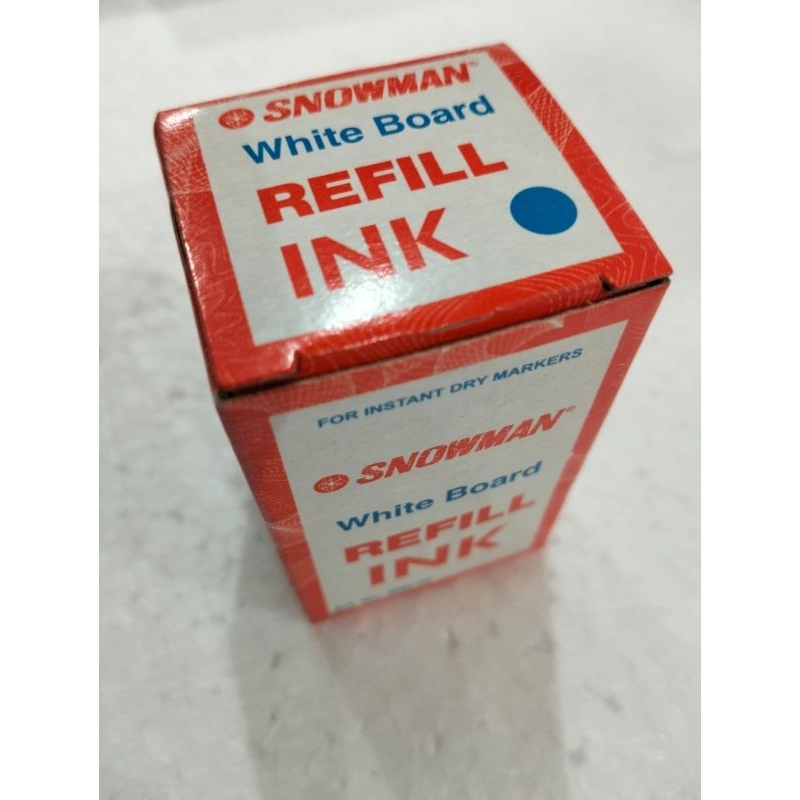 SNOWMAN®
White Board
REFILL
INK
FOR INSTANT DRY MARKERS
SNOWMAN®
White Board
REFILL
INK